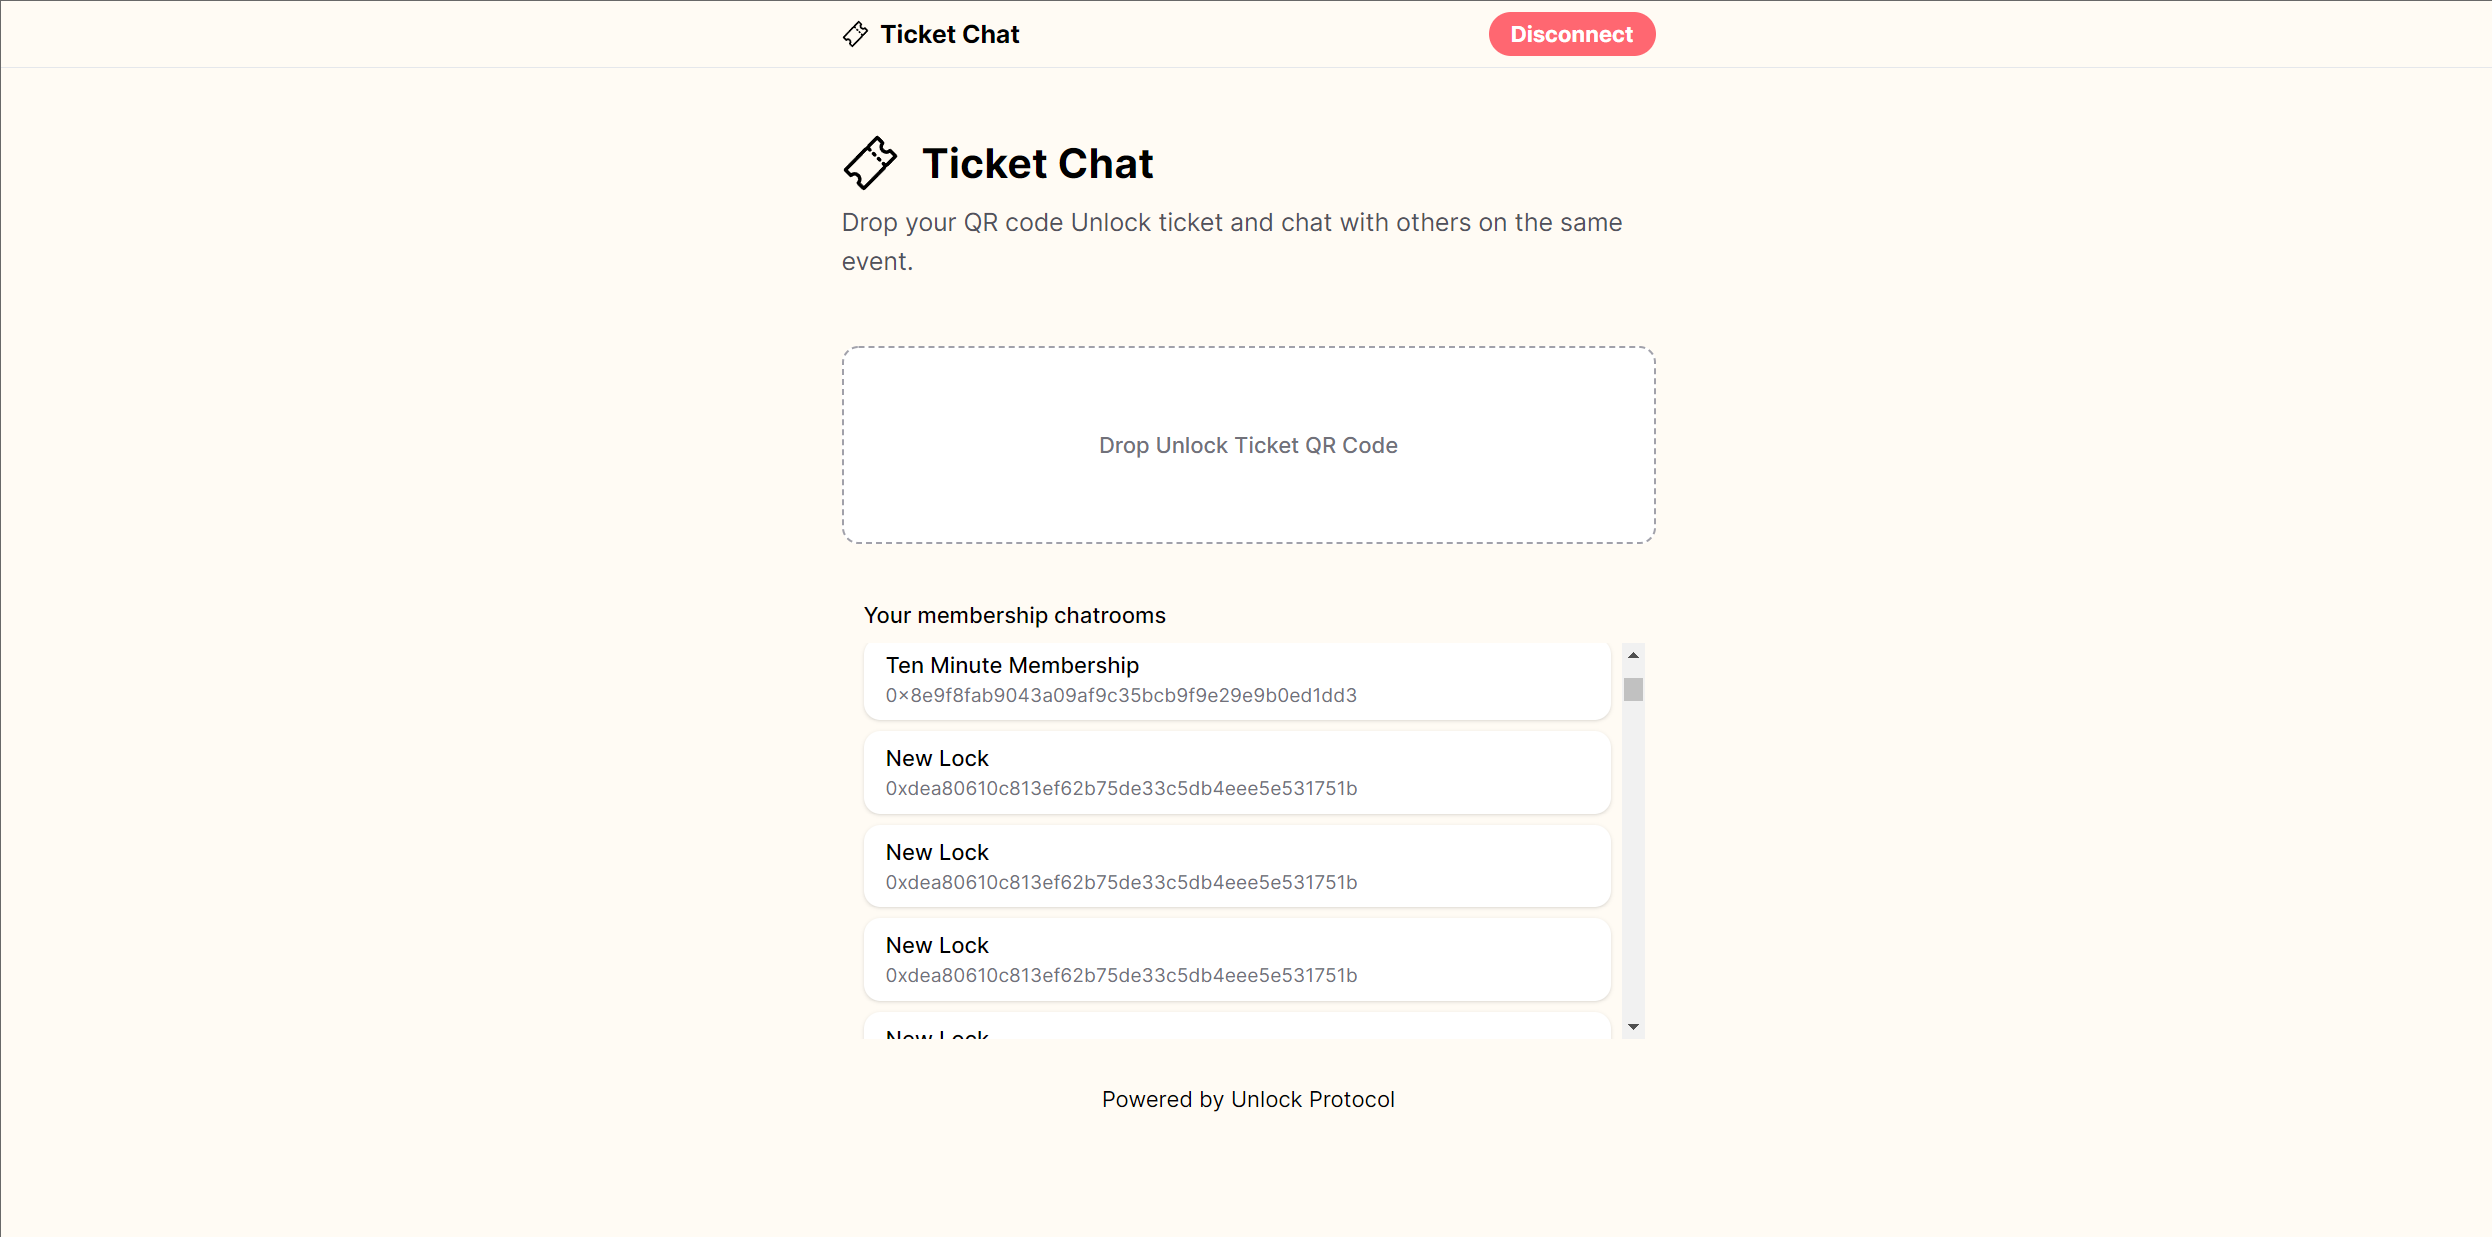 Ticket Chat
Disconnect
Ticket Chat
Drop your QR code Unlock ticket and chat with others on the same
event.
Drop Unlock Ticket QR Code
Your membership chatrooms
Ten Minute Membership
0x8e9f8fab9043a09af9c35bcb9f9e29e9b0ed1dd3
New Lock
0xdea80610c813ef62b75de33c5db4eee5e531751b
New Lock
0xdea80610c813ef62b75de33c5db4eee5e531751b
New Lock
0xdea80610c813ef62b75de33c5db4eee5e531751b
New Lock
Powered by Unlock Protocol